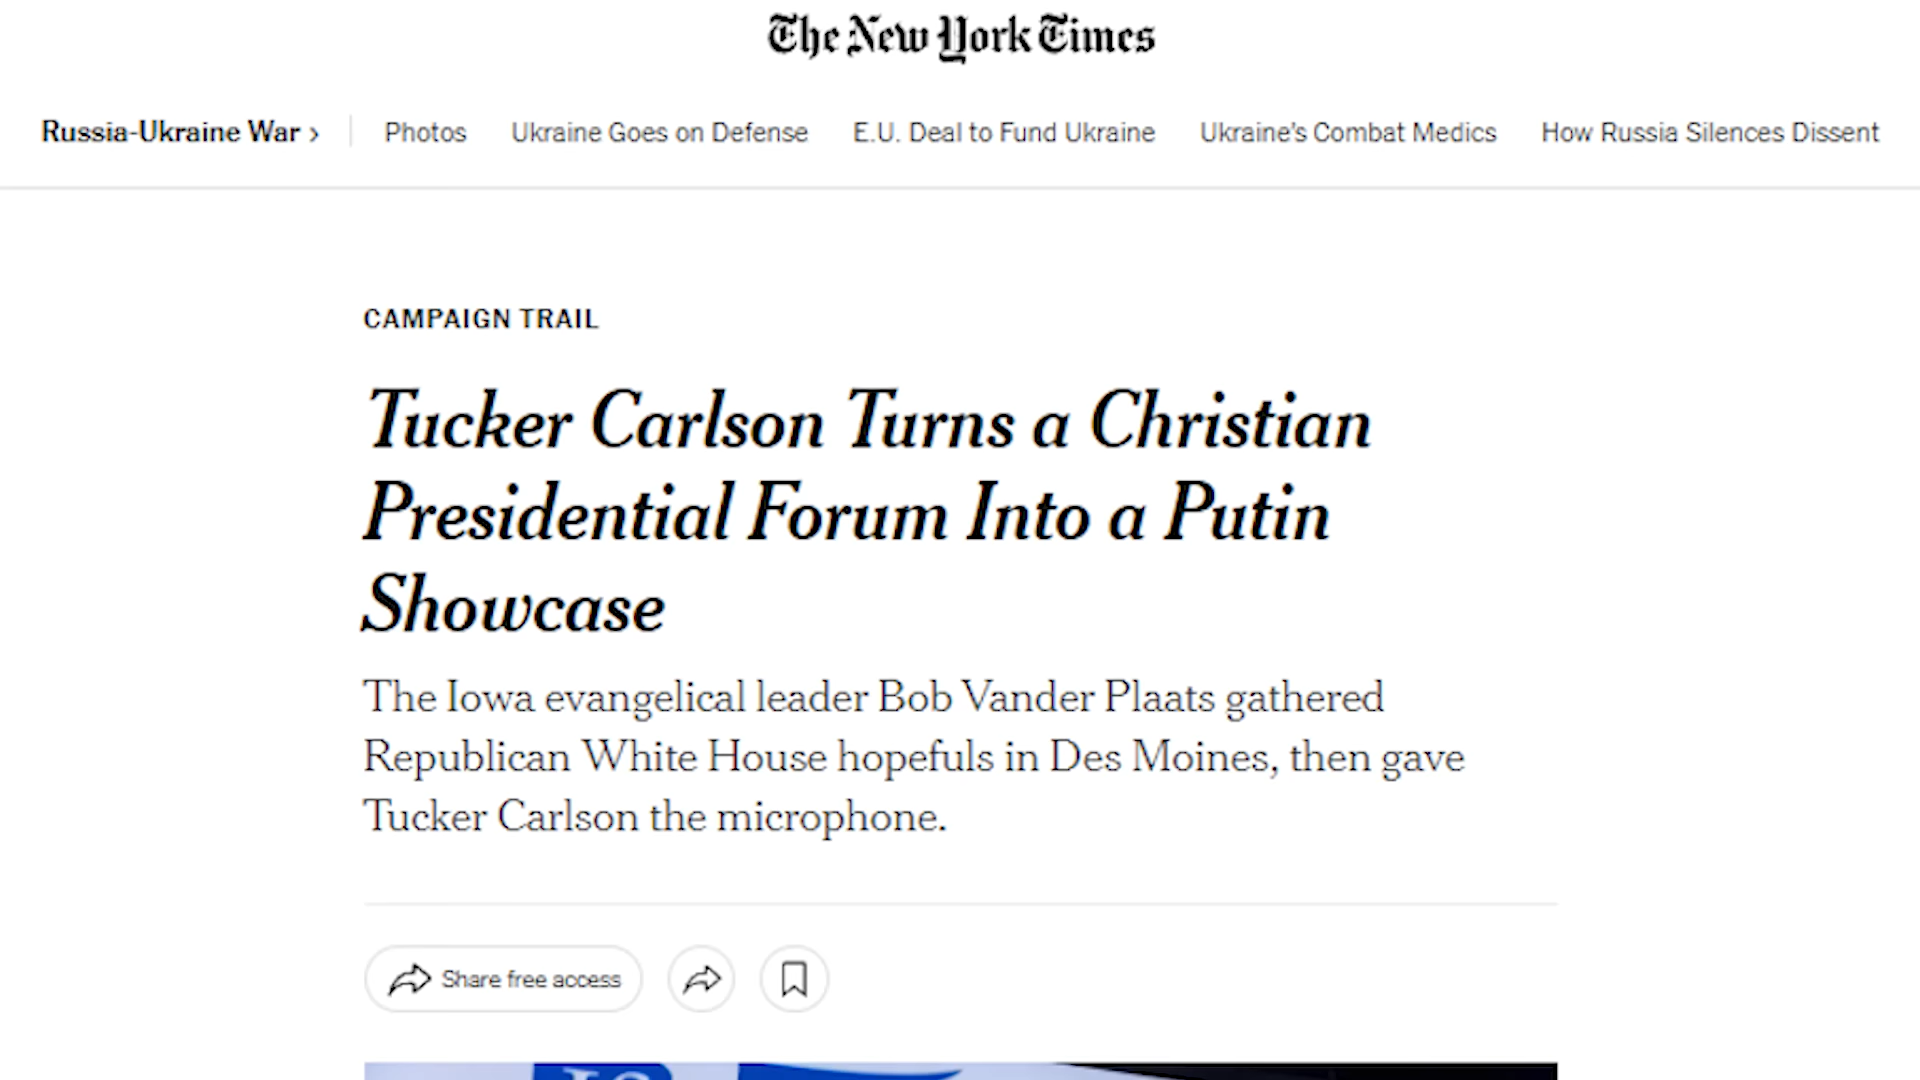 The New York Times
Russia-Ukraine War › Photos Ukraine Goes on Defense E.U. Deal to Fund Ukraine Ukraine's Combat Medics How Russia Silences Dissent
CAMPAIGN TRAIL
Tucker Carlson Turns a Christian
Presidential Forum Into a Putin
Showcase
The Iowa evangelical leader Bob Vander Plaats gathered
Republican White House hopefuls in Des Moines, then gave
Tucker Carlson the microphone.
Share free access